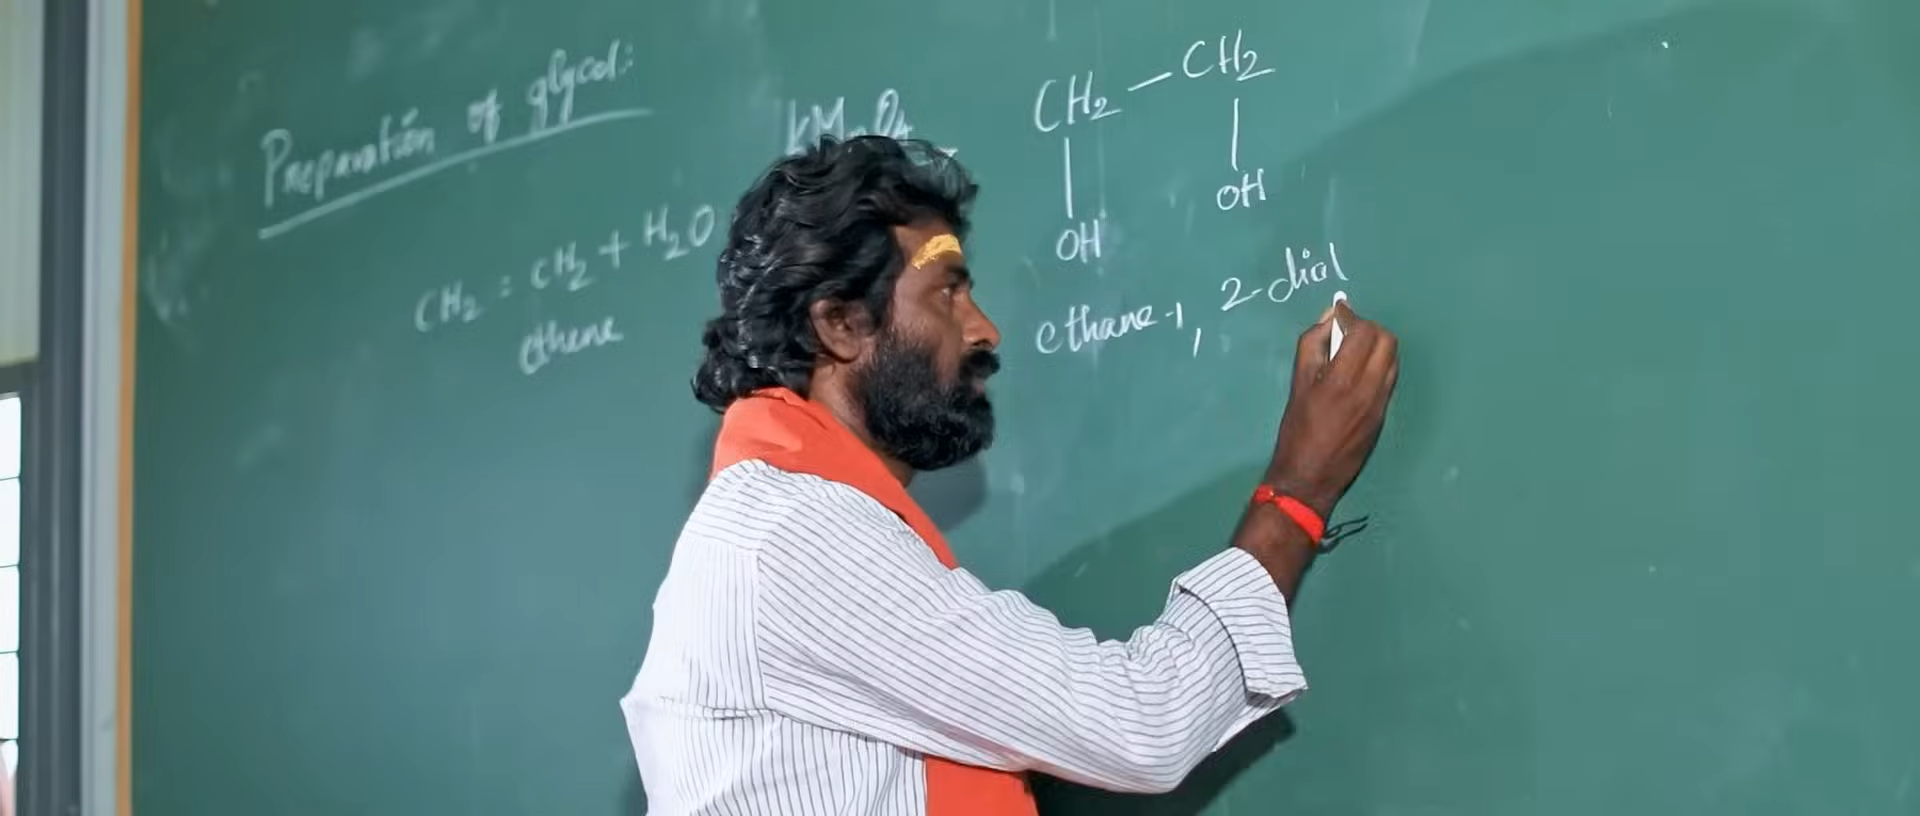 Preparation of glycol:
CH2 = CH2 + H2O
ethene
KMnO4
CH2 — CH2
OH OH
ethane-1, 2-diol